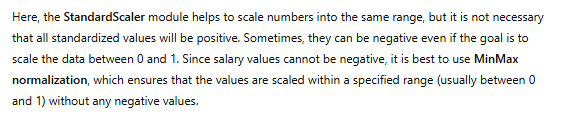 Here, the StandardScaler module helps to scale numbers into the same range, but it is not necessary
that all standardized values will be positive. Sometimes, they can be negative even if the goal is to
scale the data between 0 and 1. Since salary values cannot be negative, it is best to use MinMax
normalization, which ensures that the values are scaled within a specified range (usually between 0
and 1) without any negative values.